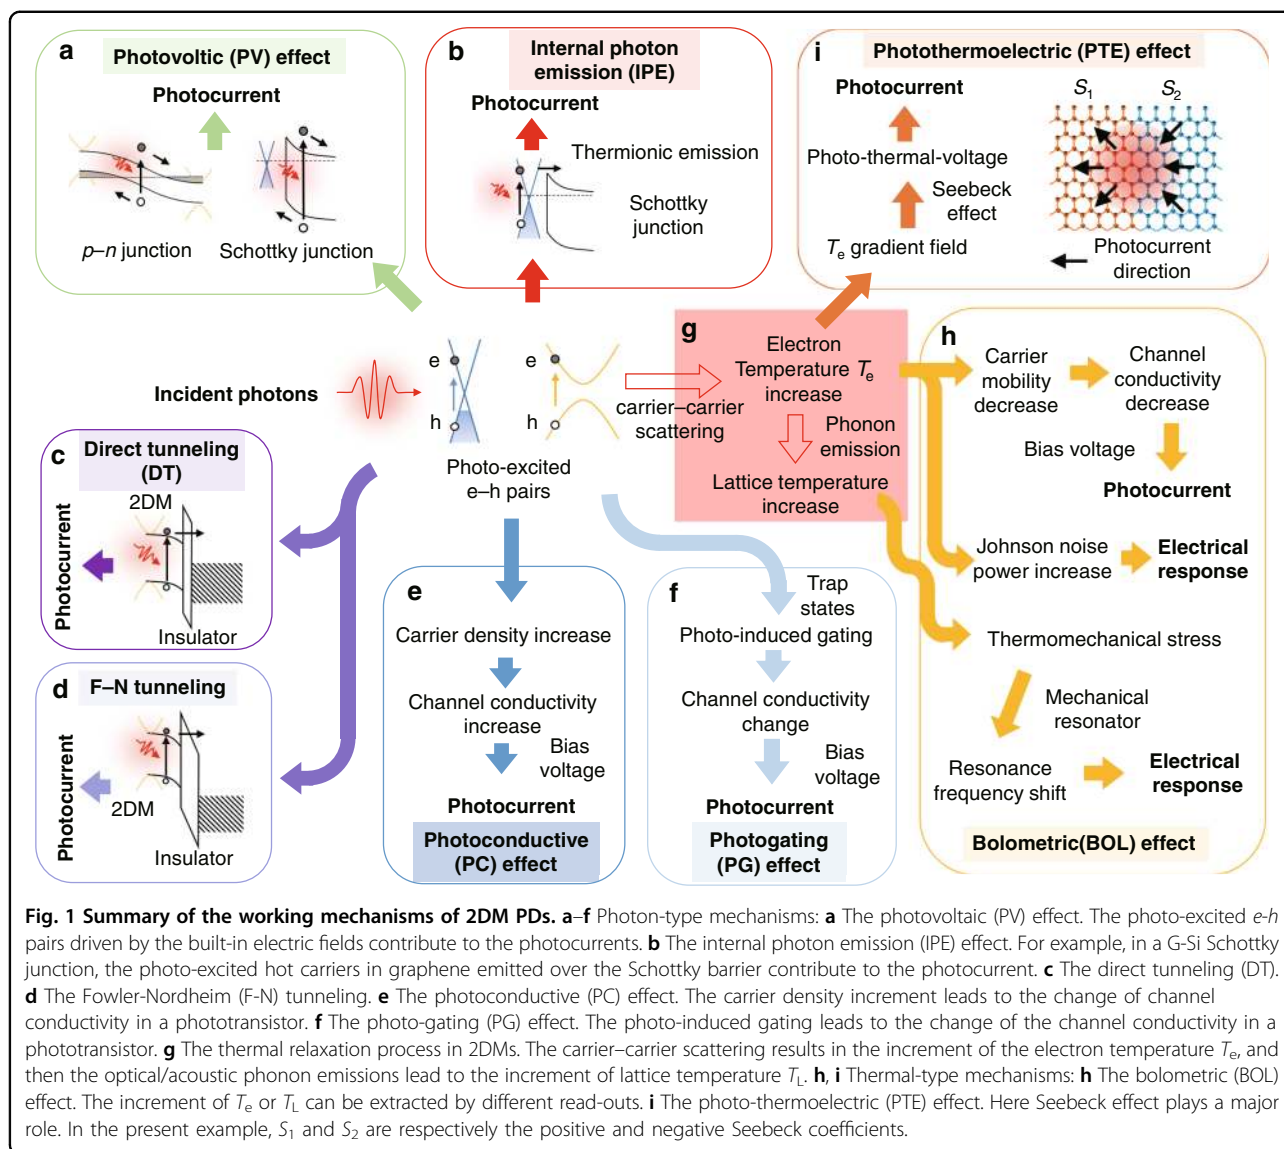 a
Photovoltic (PV) effect
Photocurrent
p–n junction
Schottky junction
b
Internal photon
emission (IPE)
Photocurrent
Thermionic emission
Schottky
junction
i
Photothermoelectric (PTE) effect
Photocurrent
Photo-thermal-voltage
Seebeck
effect
Te gradient field
S1
S2
Photocurrent
direction
Incident photons
e
h
e
h
Photo-excited
e–h pairs
carrier–carrier
scattering
g
Electron
Temperature Te
increase
Phonon
emission
Lattice temperature
increase
h
Carrier
mobility
decrease
Channel
conductivity
decrease
Bias voltage
Photocurrent
Johnson noise
power increase
Electrical
response
Thermomechanical stress
Mechanical
resonator
Resonance
frequency shift
Electrical
response
Bolometric(BOL) effect
c
Direct tunneling
(DT)
2DM
Photocurrent
Insulator
d
F–N tunneling
Photocurrent
2DM
Insulator
e
Carrier density increase
Channel conductivity
increase
Bias
voltage
Photocurrent
Photoconductive
(PC) effect
f
Trap
states
Photo-induced gating
Channel conductivity
change
Bias
voltage
Photocurrent
Photogating
(PG) effect
Fig. 1 Summary of the working mechanisms of 2DM PDs. a–f Photon-type mechanisms: a The photovoltaic (PV) effect. The photo-excited e-h
pairs driven by the built-in electric fields contribute to the photocurrents. b The internal photon emission (IPE) effect. For example, in a G-Si Schottky
junction, the photo-excited hot carriers in graphene emitted over the Schottky barrier contribute to the photocurrent. c The direct tunneling (DT).
d The Fowler-Nordheim (F-N) tunneling. e The photoconductive (PC) effect. The carrier density increment leads to the change of channel
conductivity in a phototransistor. f The photo-gating (PG) effect. The photo-induced gating leads to the change of the channel conductivity in a
phototransistor. g The thermal relaxation process in 2DMs. The carrier–carrier scattering results in the increment of the electron temperature Te, and
then the optical/acoustic phonon emissions lead to the increment of lattice temperature TL. h, i Thermal-type mechanisms: h The bolometric (BOL)
effect. The increment of Te or TL can be extracted by different read-outs. i The photo-thermoelectric (PTE) effect. Here Seebeck effect plays a major
role. In the present example, S1 and S2 are respectively the positive and negative Seebeck coefficients.